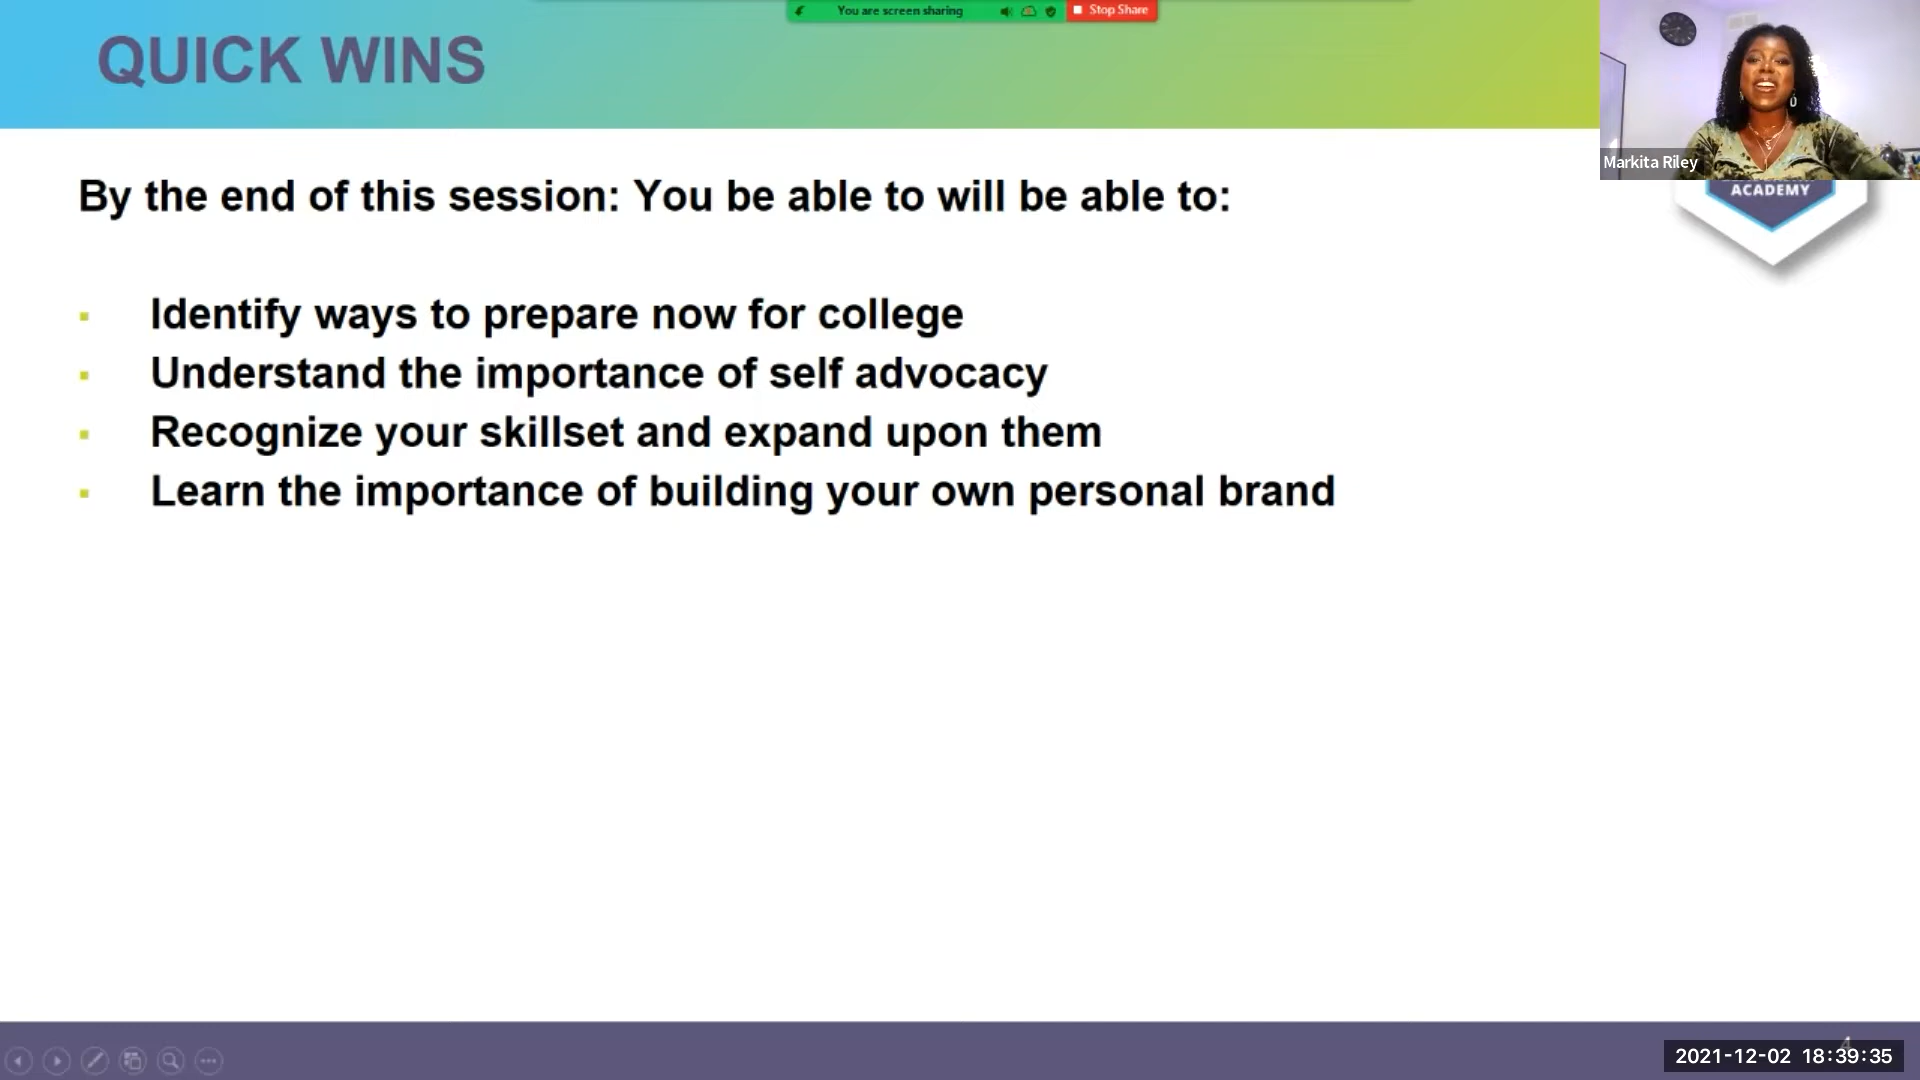 You are screen sharing
Stop Share
QUICK WINS
Markita Riley
ACADEMY
By the end of this session: You be able to will be able to:
Identify ways to prepare now for college
Understand the importance of self advocacy
Recognize your skillset and expand upon them
Learn the importance of building your own personal brand
4
2021-12-02 18:39:35